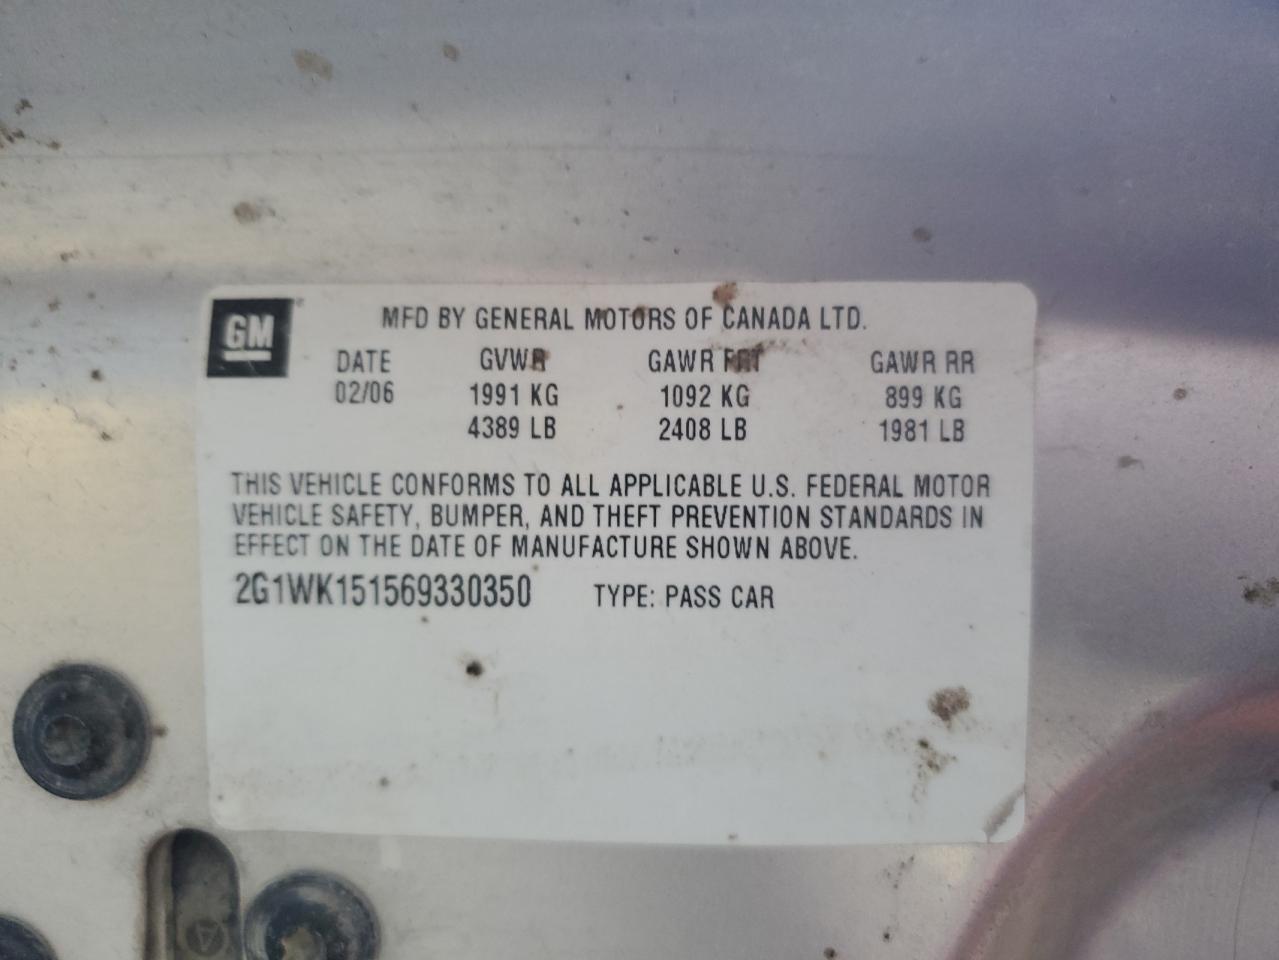 GM
MFD BY GENERAL MOTORS OF CANADA LTD.
DATE GVWR GAWR FRT GAWR RR
02/06 1991 KG 1092 KG 899 KG
4389 LB 2408 LB 1981 LB
THIS VEHICLE CONFORMS TO ALL APPLICABLE U.S. FEDERAL MOTOR
VEHICLE SAFETY, BUMPER, AND THEFT PREVENTION STANDARDS IN
EFFECT ON THE DATE OF MANUFACTURE SHOWN ABOVE.
2G1WK151569330350 TYPE: PASS CAR